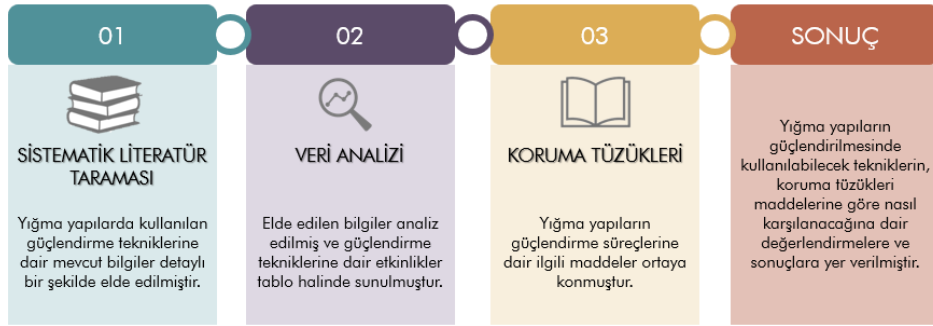 01
SİSTEMATİK LİTERATÜR
TARAMASI
Yığma yapılarda kullanılan
güçlendirme tekniklerine
dair mevcut bilgiler detaylı
bir şekilde elde edilmiştir.
02
VERİ ANALİZİ
Elde edilen bilgiler analiz
edilmiş ve güçlendirme
tekniklerine dair etkinlikler
tablo halinde sunulmuştur.
03
KORUMA TÜZÜKLERİ
Yığma yapıların
güçlendirme süreçlerine
dair ilgili maddeler ortaya
konmuştur.
SONUÇ
Yığma yapıların
güçlendirilmesinde
kullanılabilecek tekniklerin,
koruma tüzükleri
maddelerine göre nasıl
karşılanacağına dair
değerlendirmelere ve
sonuçlara yer verilmiştir.